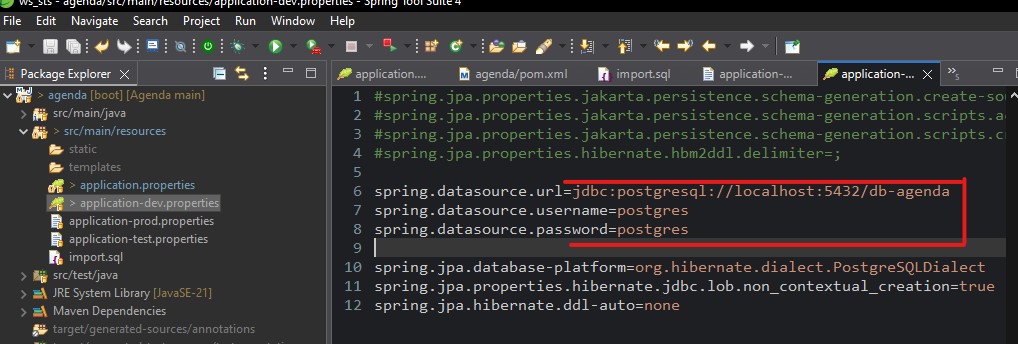 ws_sts - agenda/src/main/resources/application-dev.properties - Spring Tool Suite 4
File Edit Navigate Search Project Run Window Help
Package Explorer
application....
agenda/pom.xml
import.sql
application-...
application-...
5
agenda [boot] [Agenda main]
src/main/java
> src/main/resources
static
templates
> application.properties
> application-dev.properties
application-prod.properties
application-test.properties
import.sql
src/test/java
JRE System Library [JavaSE-21]
Maven Dependencies
target/generated-sources/annotations
1 #spring.jpa.properties.jakarta.persistence.schema-generation.create-sou
2 #spring.jpa.properties.jakarta.persistence.schema-generation.scripts.a
3 #spring.jpa.properties.jakarta.persistence.schema-generation.scripts.c
4 #spring.jpa.properties.hibernate.hbm2ddl.delimiter=;
5
6 spring.datasource.url=jdbc:postgresql://localhost:5432/db-agenda
7 spring.datasource.username=postgres
8 spring.datasource.password=postgres
9
10 spring.jpa.database-platform=org.hibernate.dialect.PostgreSQLDialect
11 spring.jpa.properties.hibernate.jdbc.lob.non_contextual_creation=true
12 spring.jpa.hibernate.ddl-auto=none